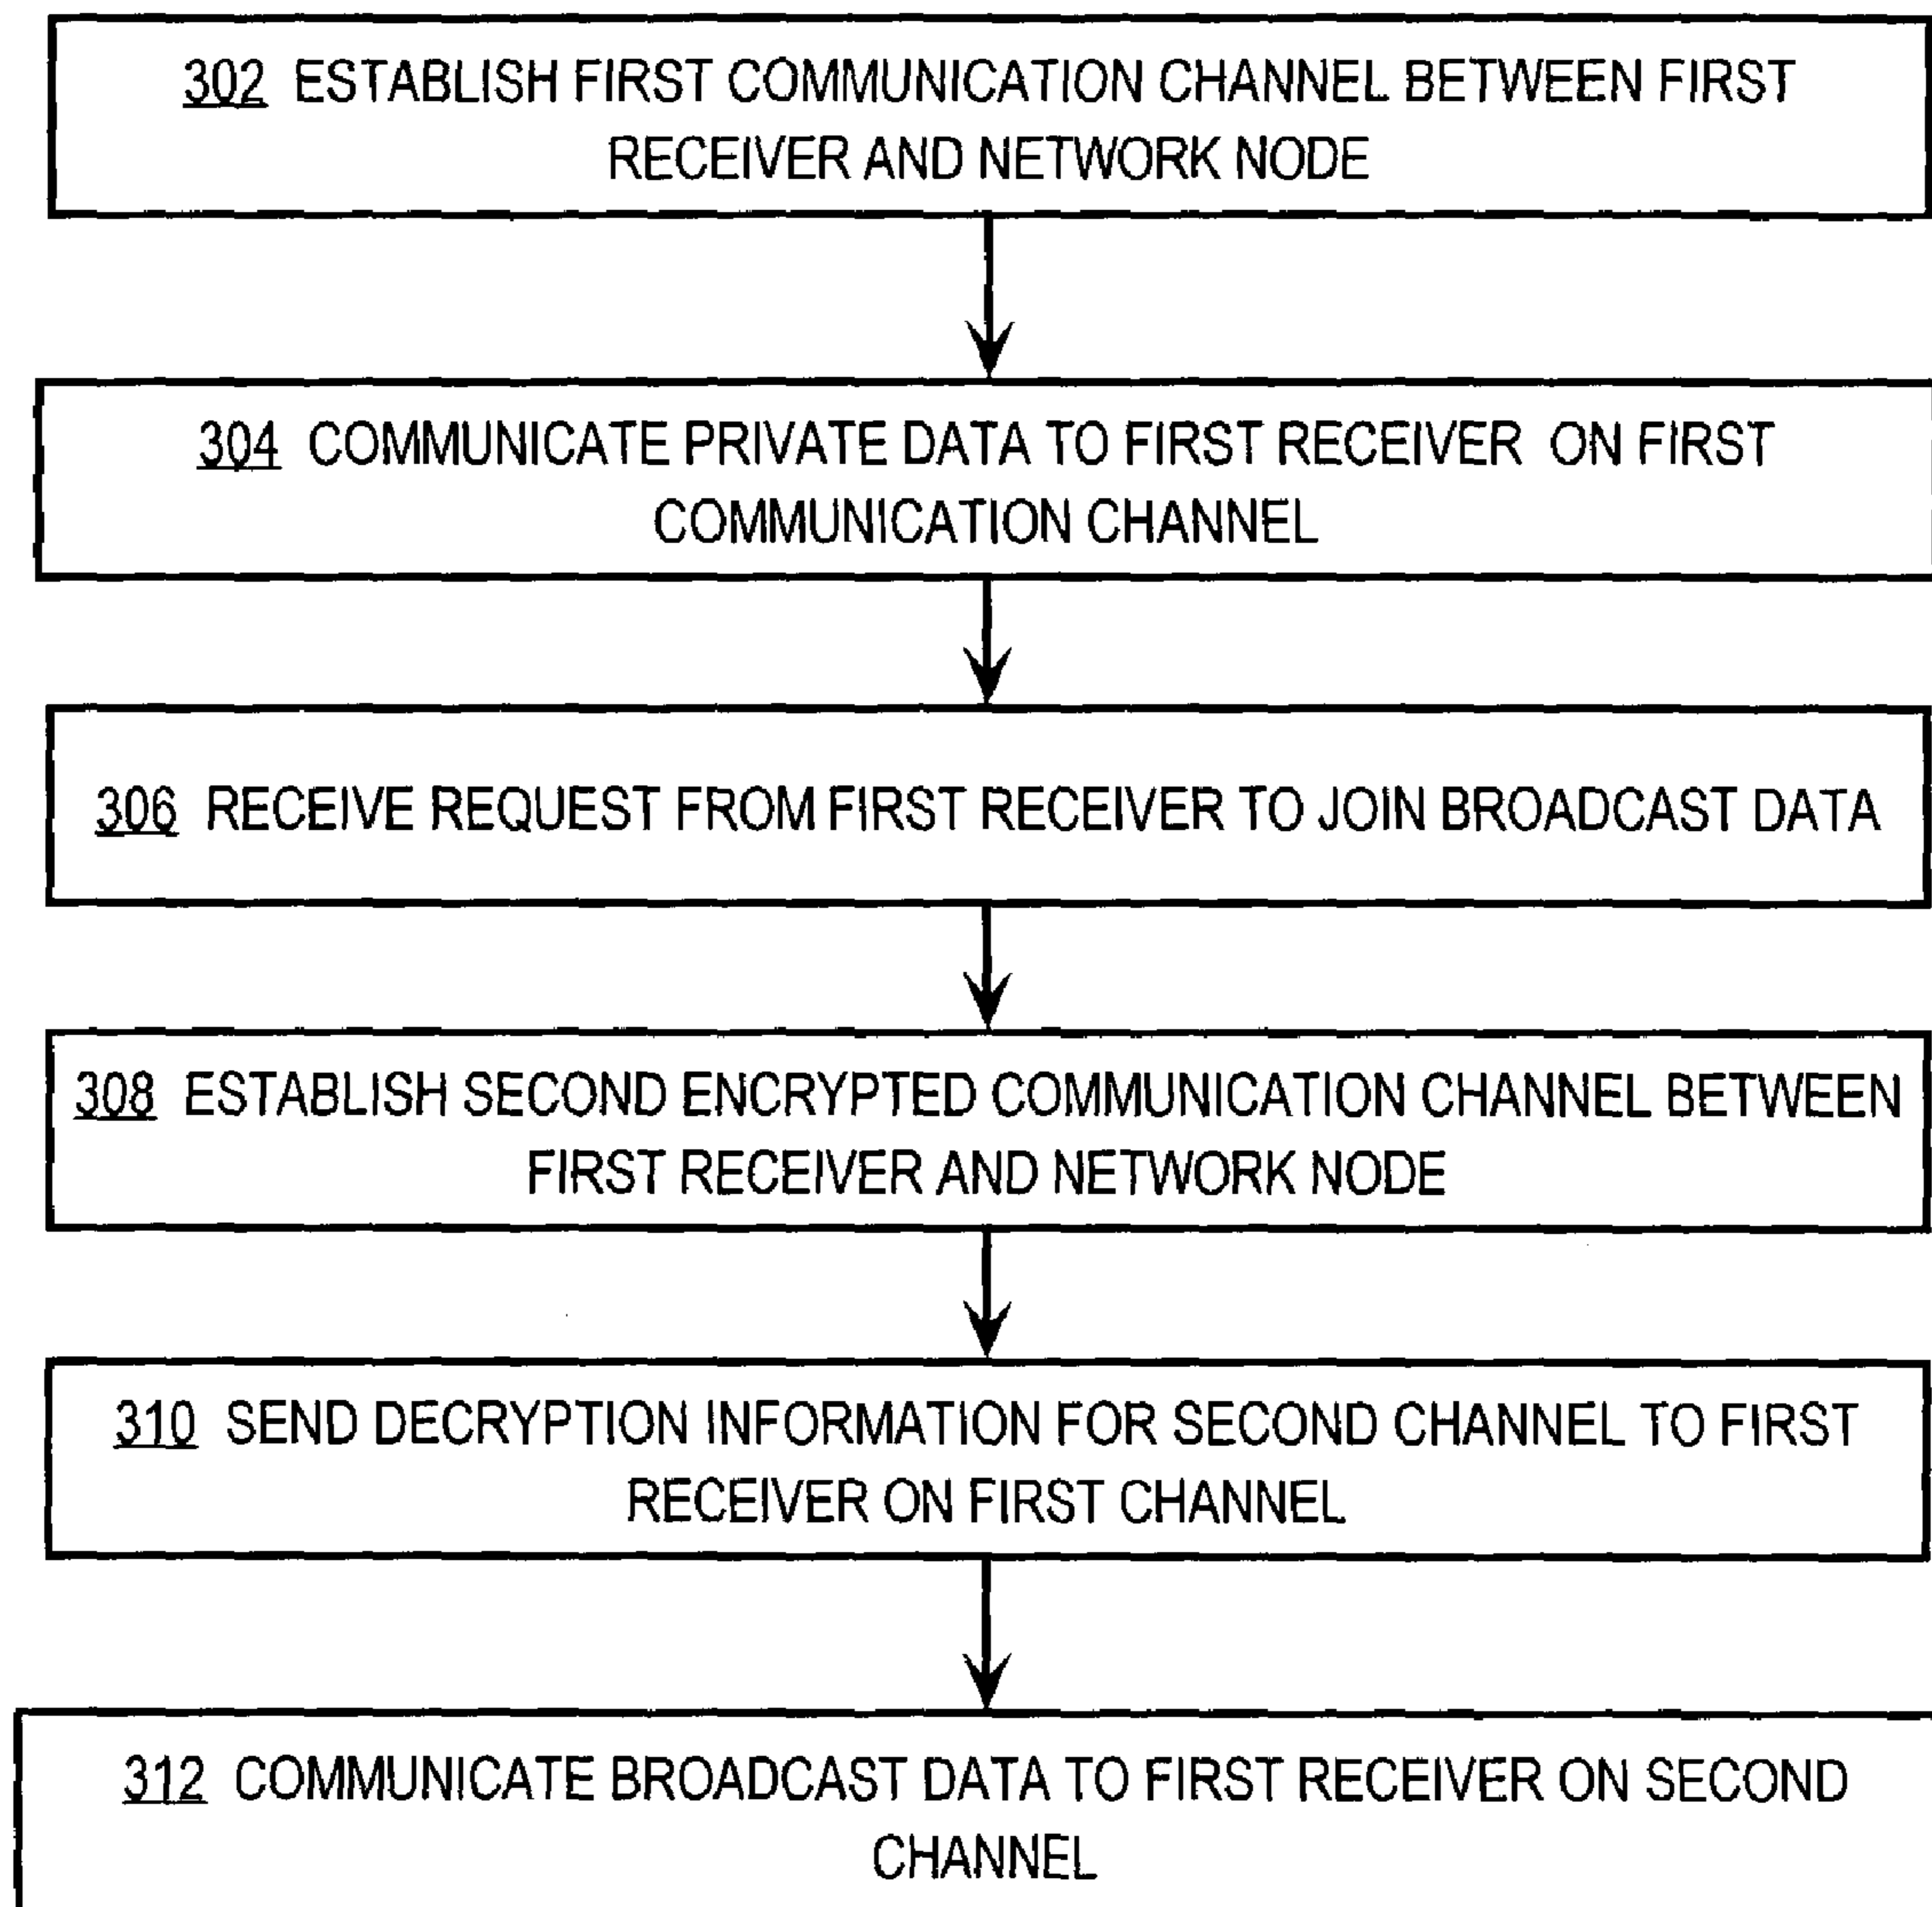 302 ESTABLISH FIRST COMMUNICATION CHANNEL BETWEEN FIRST
RECEIVER AND NETWORK NODE
304 COMMUNICATE PRIVATE DATA TO FIRST RECEIVER ON FIRST
COMMUNICATION CHANNEL
306 RECEIVE REQUEST FROM FIRST RECEIVER TO JOIN BROADCAST DATA
308 ESTABLISH SECOND ENCRYPTED COMMUNICATION CHANNEL BETWEEN
FIRST RECEIVER AND NETWORK NODE
310 SEND DECRYPTION INFORMATION FOR SECOND CHANNEL TO FIRST
RECEIVER ON FIRST CHANNEL
312 COMMUNICATE BROADCAST DATA TO FIRST RECEIVER ON SECOND
CHANNEL